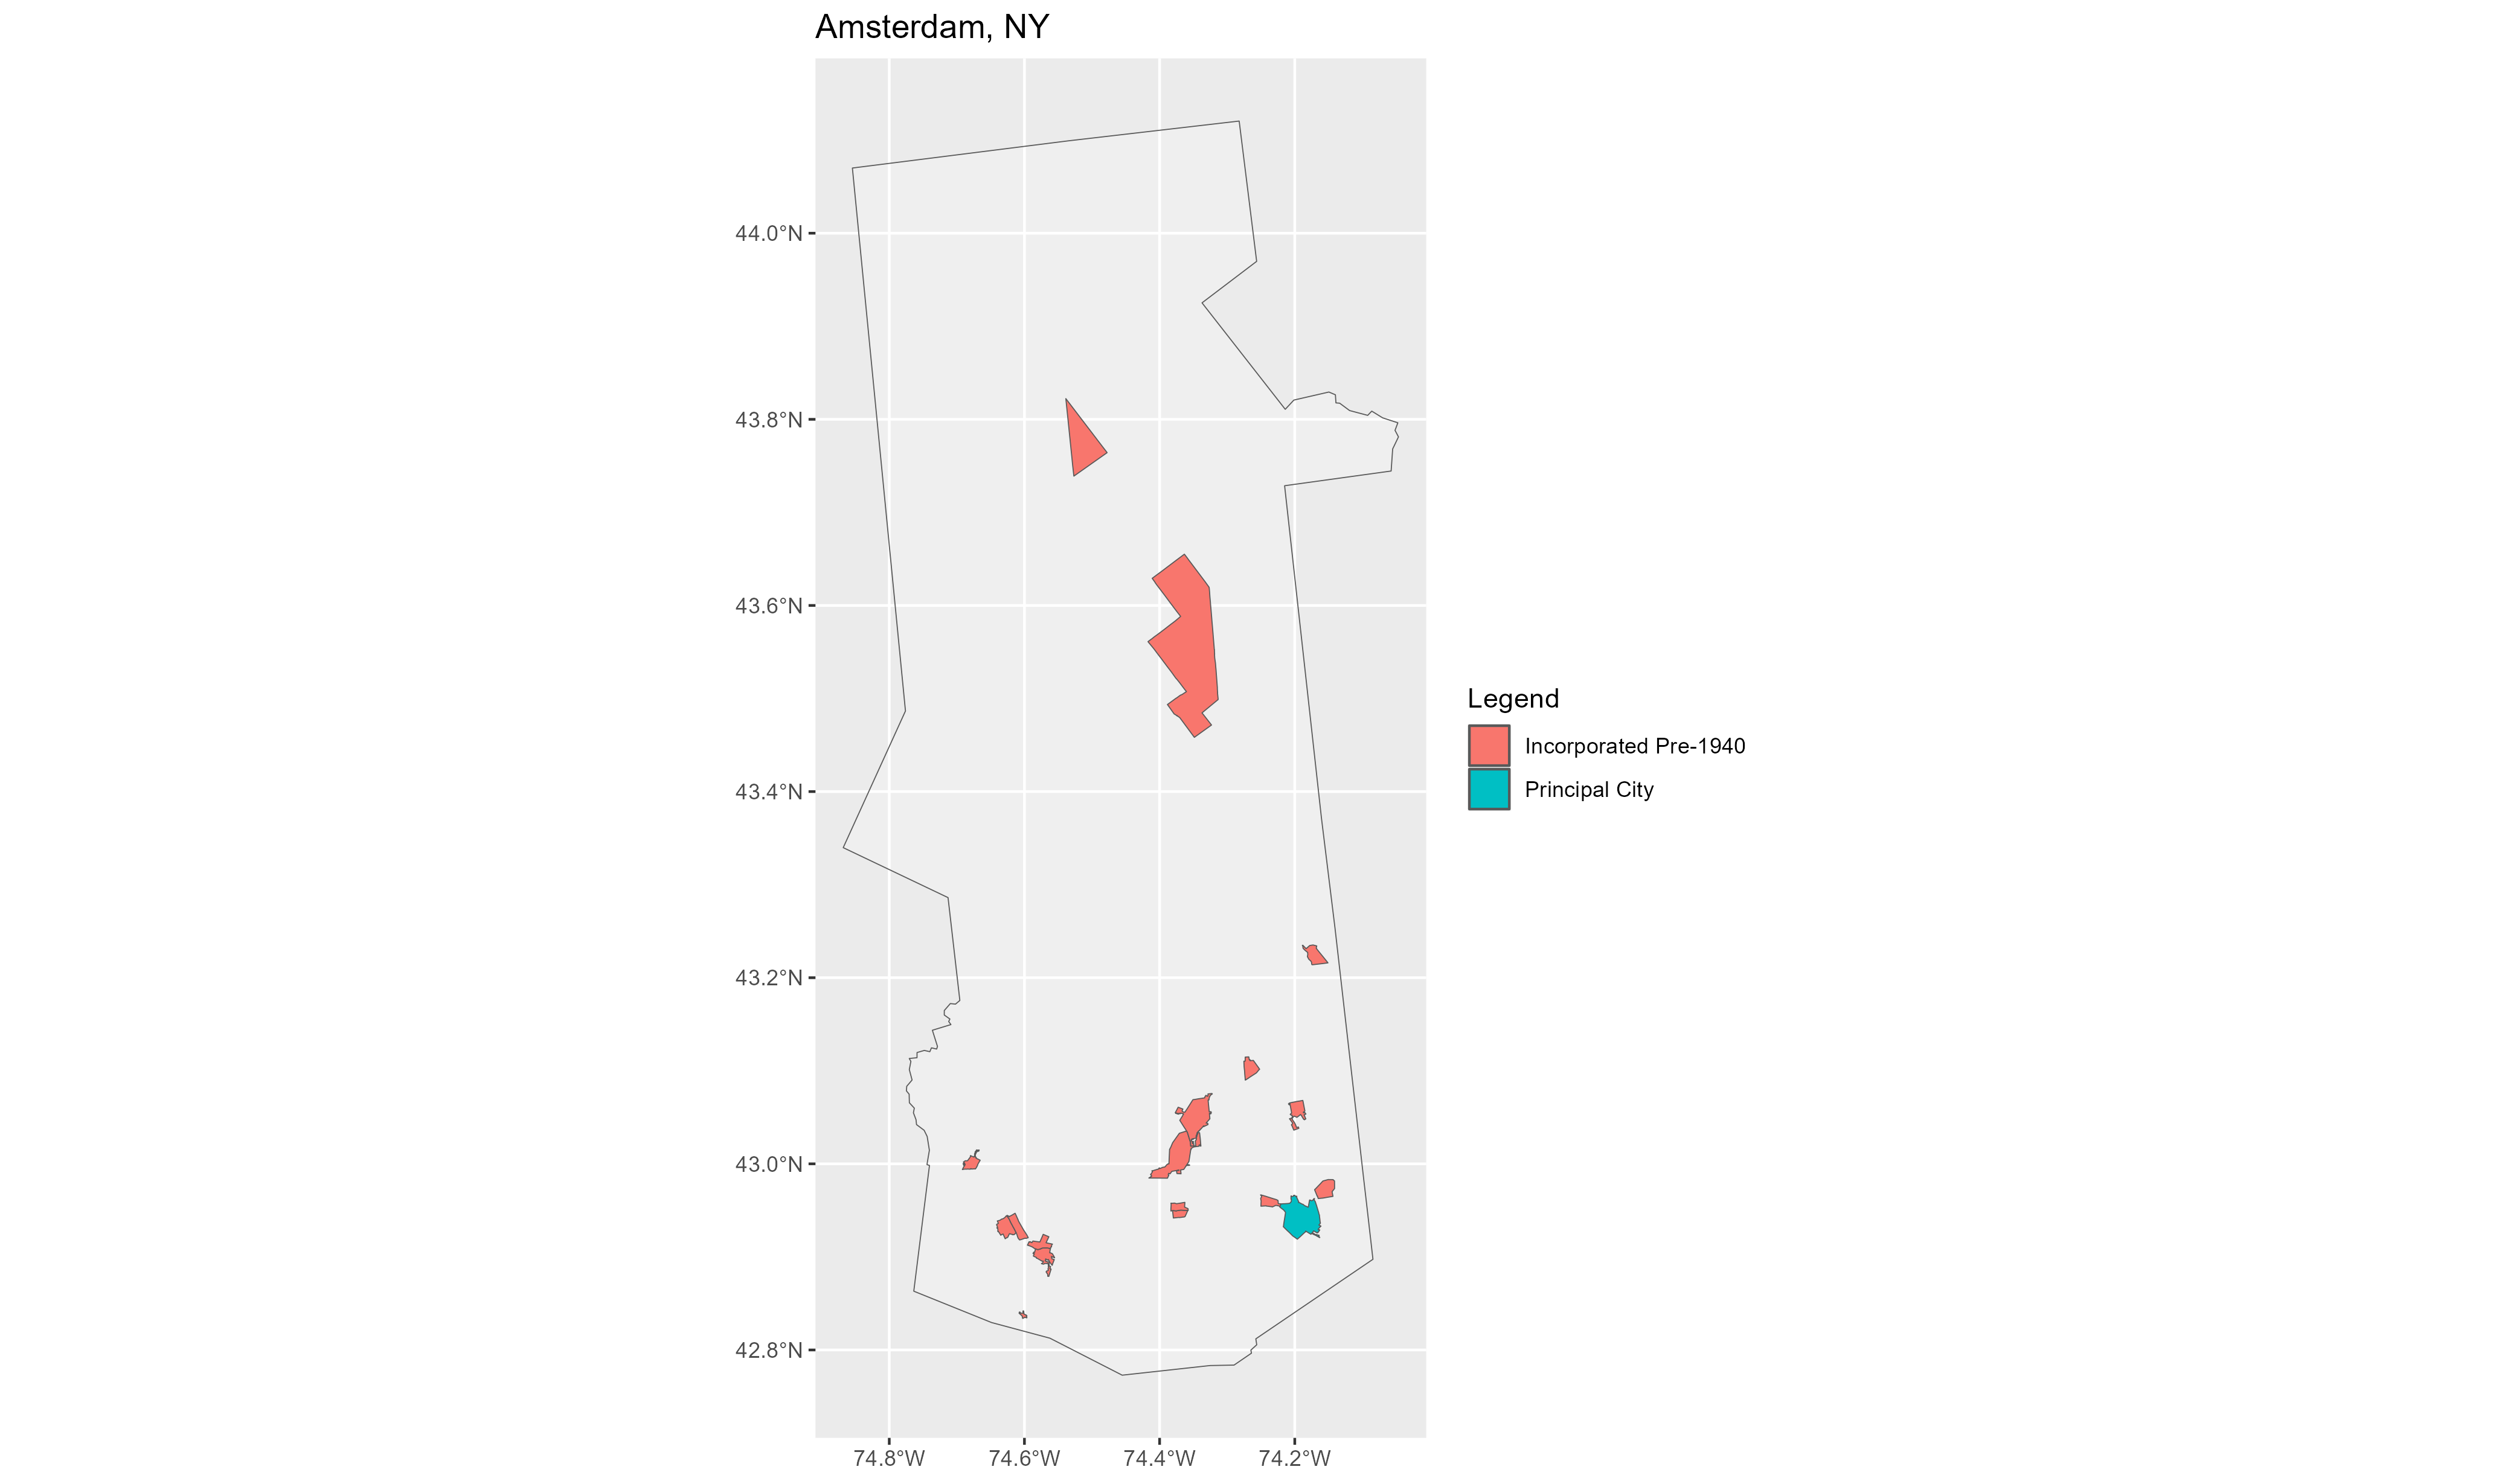 Amsterdam, NY
44.0°N
43.8°N
43.6°N
43.4°N
43.2°N
43.0°N
42.8°N
74.8°W 74.6°W 74.4°W 74.2°W
Legend
Incorporated Pre-1940
Principal City